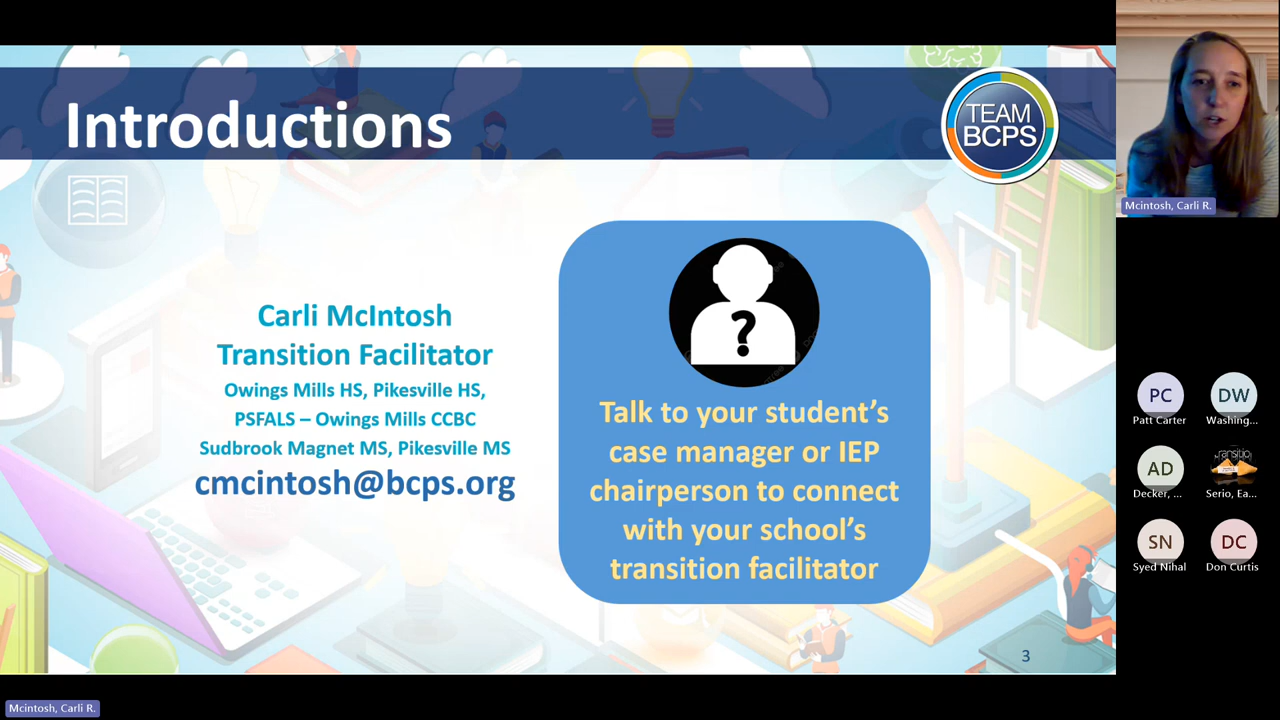 Introductions
TEAM
BCPS
Carli McIntosh
Transition Facilitator
Owings Mills HS, Pikesville HS,
PSFALS – Owings Mills CCBC
Sudbrook Magnet MS, Pikesville MS
cmcintosh@bcps.org
?
Talk to your student’s
case manager or IEP
chairperson to connect
with your school’s
transition facilitator
3
Mcintosh, Carli R.
PC
Patt Carter
DW
Washing...
AD
Decker, ...
Serio, Ea...
SN
Syed Nihal
DC
Don Curtis
Mcintosh, Carli R.